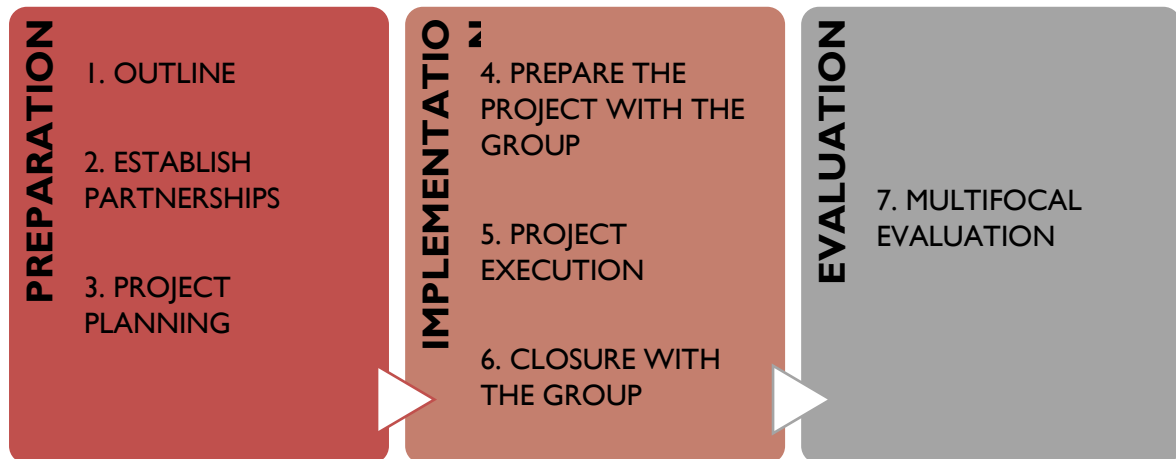 PREPARATION
1. OUTLINE
2. ESTABLISH
PARTNERSHIPS
3. PROJECT
PLANNING
IMPLEMENTATIO
N
4. PREPARE THE
PROJECT WITH THE
GROUP
5. PROJECT
EXECUTION
6. CLOSURE WITH
THE GROUP
EVALUATION
7. MULTIFOCAL
EVALUATION